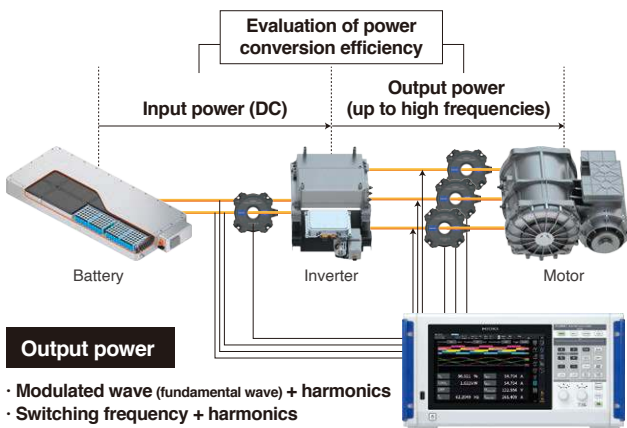 Evaluation of power
conversion efficiency
Output power
(up to high frequencies)
Input power (DC)
Battery
Inverter
Motor
HIOKI
Output power
· Modulated wave (fundamental wave) + harmonics
· Switching frequency + harmonics